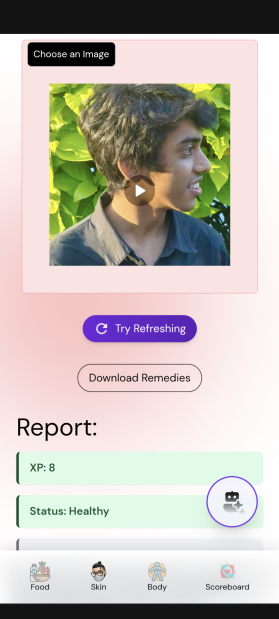 Choose an Image
Try Refreshing
Download Remedies
Report:
XP: 8
Status: Healthy
Food
Skin
Body
Scoreboard